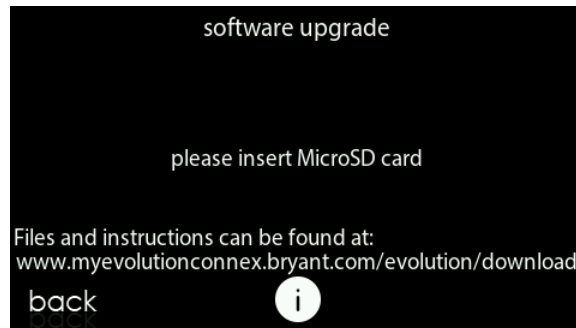 software upgrade
please insert MicroSD card
Files and instructions can be found at:
www.myevolutionconnex.bryant.com/evolution/download
back
i